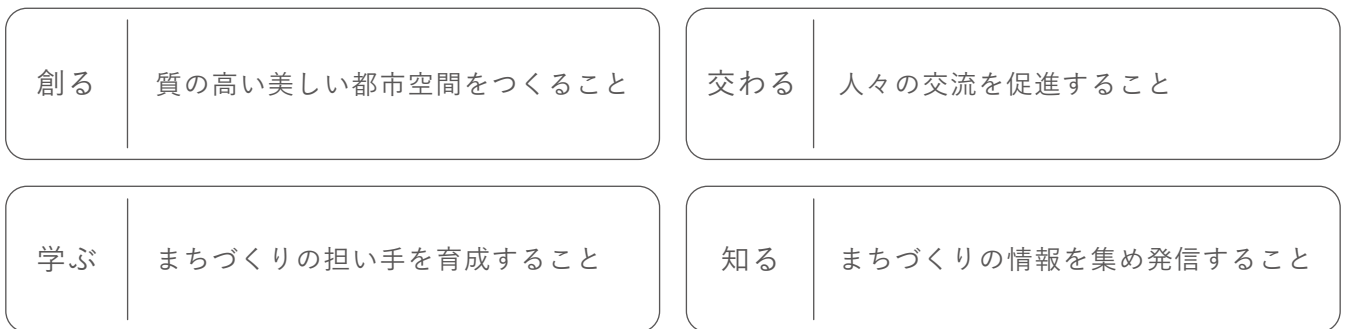 創る
質の高い美しい都市空間をつくること
交わる
人々の交流を促進すること
学ぶ
まちづくりの担い手を育成すること
知る
まちづくりの情報を集め発信すること